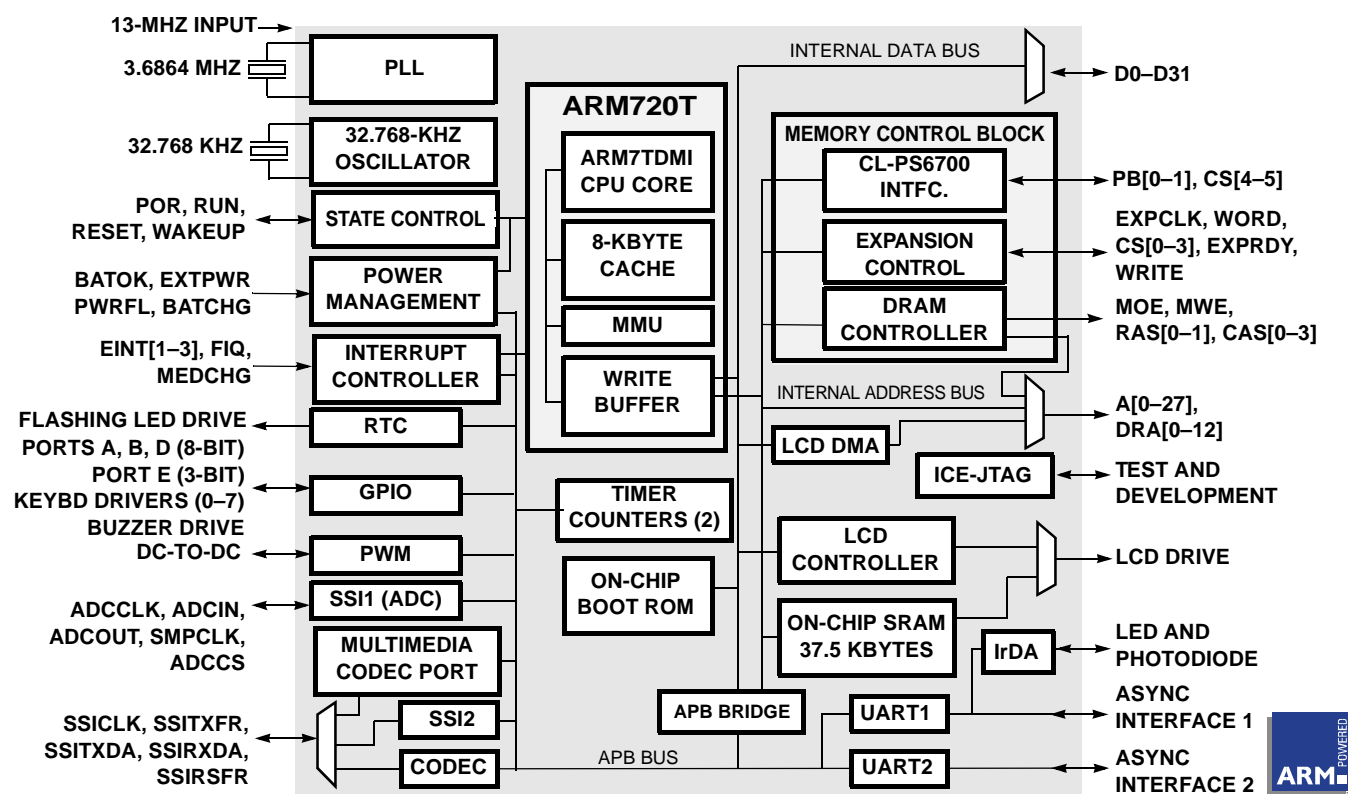 13-MHZ INPUT
3.6864 MHZ
PLL
32.768 KHZ
32.768-KHZ
OSCILLATOR
POR, RUN,
RESET, WAKEUP
STATE CONTROL
BATOK, EXTPWR
PWRFL, BATCHG
POWER
MANAGEMENT
EINT[1–3], FIQ,
MEDCHG
INTERRUPT
CONTROLLER
FLASHING LED DRIVE
RTC
PORTS A, B, D (8-BIT)
PORT E (3-BIT)
KEYBD DRIVERS (0–7)
GPIO
BUZZER DRIVE
DC-TO-DC
PWM
ADCCLK, ADCIN,
ADCOUT, SMPCLK,
ADCCS
SSI1 (ADC)
MULTIMEDIA
CODEC PORT
SSICLK, SSITXFR,
SSITXDA, SSIRXDA,
SSIRSFR
SSI2
CODEC
ARM720T
ARM7TDMI
CPU CORE
8-KBYTE
CACHE
MMU
WRITE
BUFFER
TIMER
COUNTERS (2)
ON-CHIP
BOOT ROM
APB BRIDGE
APB BUS
INTERNAL DATA BUS
D0–D31
MEMORY CONTROL BLOCK
CL-PS6700
INTFC.
PB[0–1], CS[4–5]
EXPANSION
CONTROL
EXPCLK, WORD,
CS[0–3], EXPRDY,
WRITE
DRAM
CONTROLLER
MOE, MWE,
RAS[0–1], CAS[0–3]
INTERNAL ADDRESS BUS
A[0–27],
DRA[0–12]
LCD DMA
ICE-JTAG
TEST AND
DEVELOPMENT
LCD
CONTROLLER
LCD DRIVE
ON-CHIP SRAM
37.5 KBYTES
IrDA
LED AND
PHOTODIODE
UART1
ASYNC
INTERFACE 1
UART2
ASYNC
INTERFACE 2
ARM
POWERED